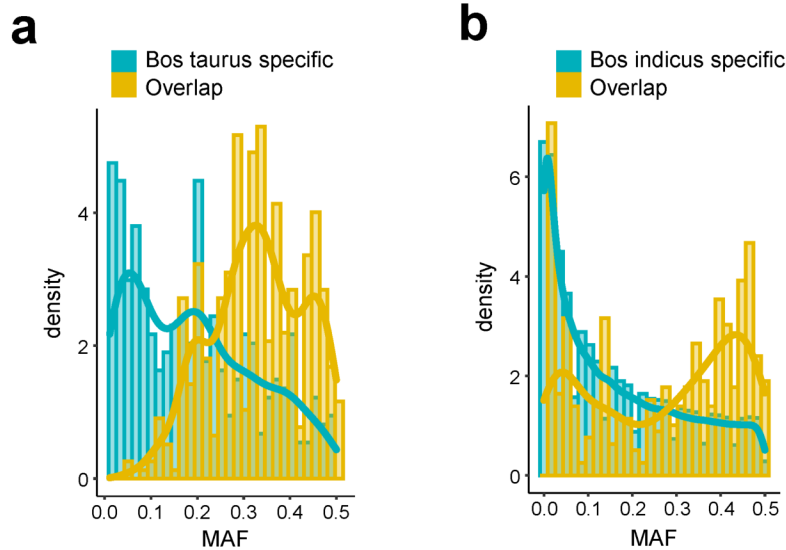 a
Bos taurus specific
Overlap
density
4
2
0
0.0 0.1 0.2 0.3 0.4 0.5
MAF
b
Bos indicus specific
Overlap
density
6
4
2
0
0.0 0.1 0.2 0.3 0.4 0.5
MAF